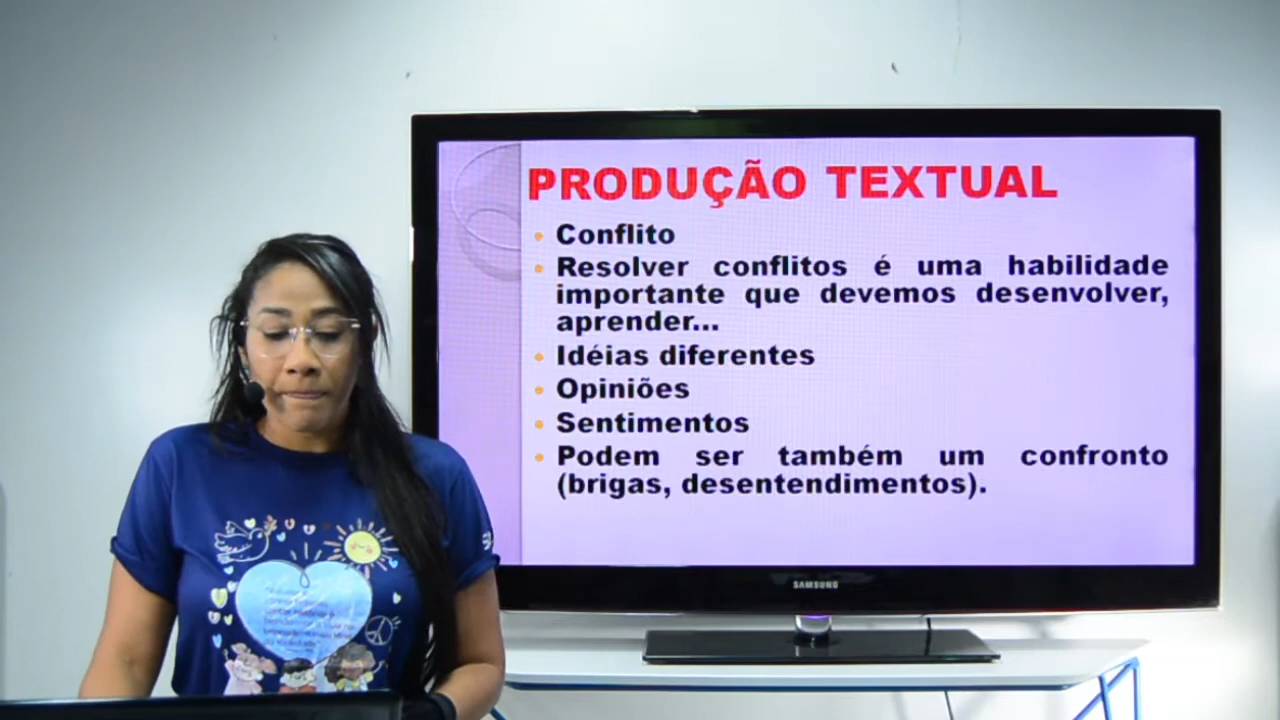 PRODUÇÃO TEXTUAL
Conflito
Resolver conflitos é uma habilidade
importante que devemos desenvolver,
aprender...
Idéias diferentes
Opiniões
Sentimentos
Podem ser também um confronto
(brigas, desentendimentos).
SAMSUNG